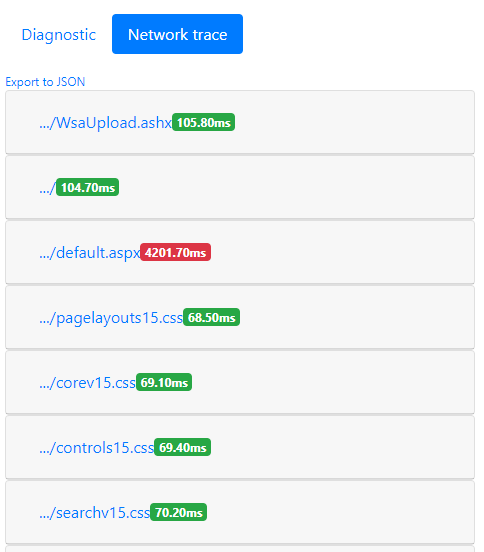 Diagnostic Network trace
Export to JSON
.../WsaUpload.ashx 105.80ms
.../ 104.70ms
.../default.aspx 4201.70ms
.../pagelayouts15.css 68.50ms
.../corev15.css 69.10ms
.../controls15.css 69.40ms
.../searchv15.css 70.20ms